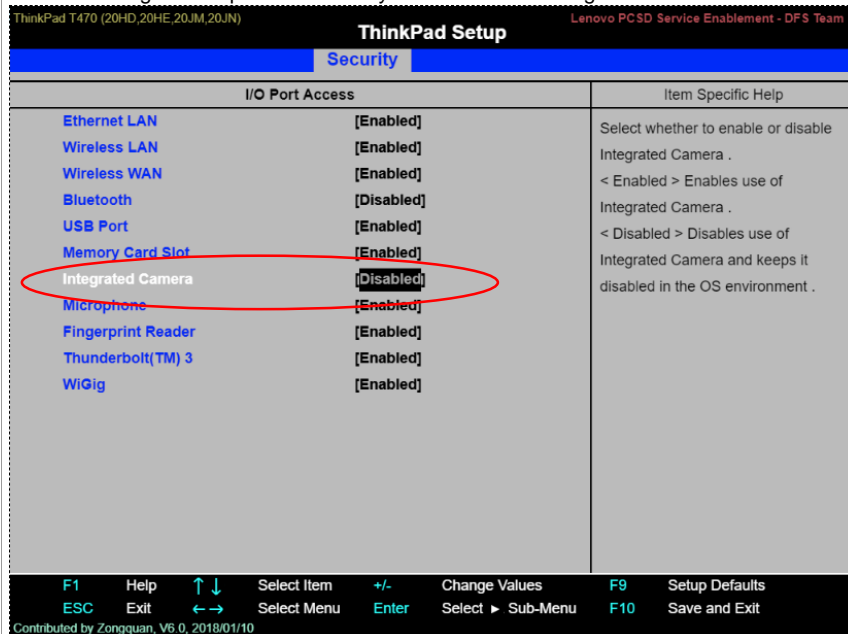 ThinkPad T470 (20HD,20HE,20JM,20JN)
ThinkPad Setup
Lenovo PCSD Service Enablement - DFS Team
Security
I/O Port Access
Item Specific Help
Ethernet LAN [Enabled]
Wireless LAN [Enabled]
Wireless WAN [Enabled]
Bluetooth [Disabled]
USB Port [Enabled]
Memory Card Slot [Enabled]
Integrated Camera [Disabled]
Microphone [Enabled]
Fingerprint Reader [Enabled]
Thunderbolt(TM) 3 [Enabled]
WiGig [Enabled]
Select whether to enable or disable
Integrated Camera .
< Enabled > Enables use of
Integrated Camera .
< Disabled > Disables use of
Integrated Camera and keeps it
disabled in the OS environment .
F1 Help ↑↓ Select Item +/- Change Values F9 Setup Defaults
ESC Exit ←→ Select Menu Enter Select ► Sub-Menu F10 Save and Exit
Contributed by Zongquan, V6.0, 2018/01/10